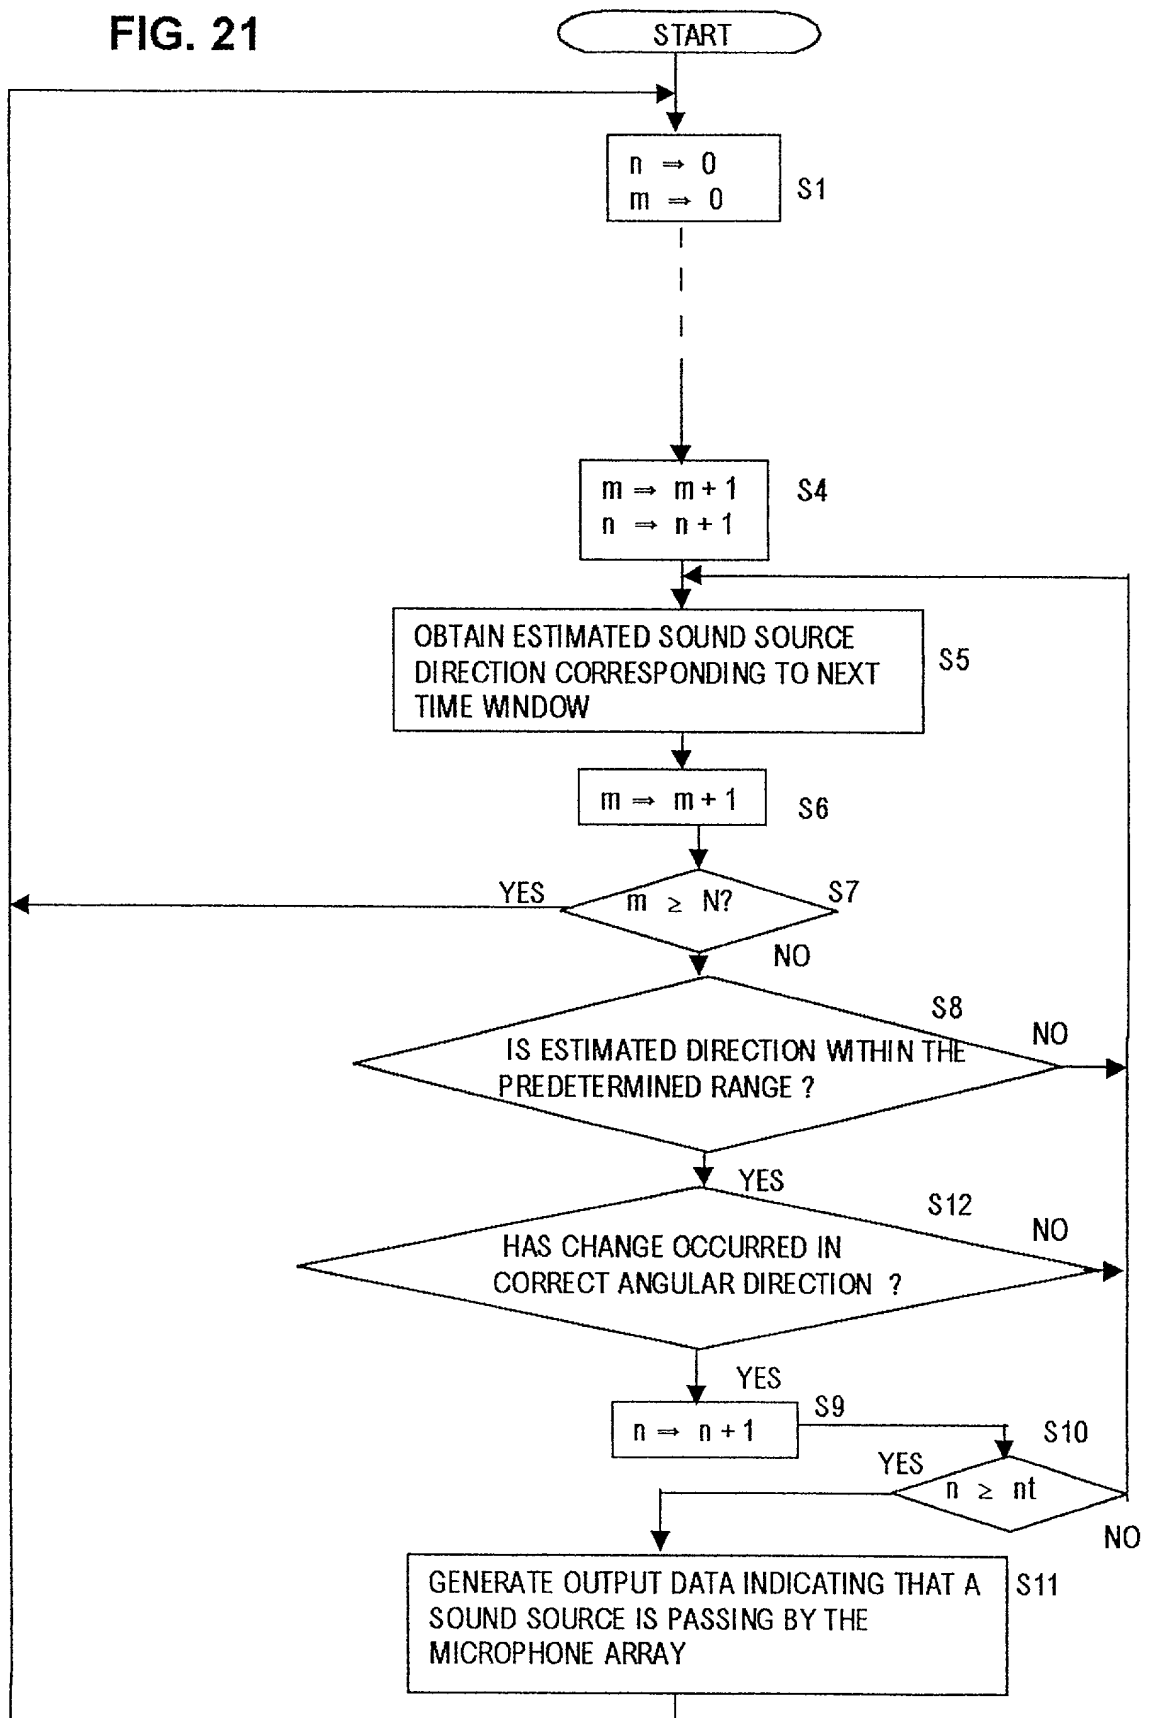 FIG. 21
START
n ⇒ 0
m ⇒ 0
S1
m ⇒ m + 1
n ⇒ n + 1
S4
OBTAIN ESTIMATED SOUND SOURCE
DIRECTION CORRESPONDING TO NEXT
TIME WINDOW
S5
m ⇒ m + 1
S6
YES
m ≥ N?
S7
NO
S8
NO
IS ESTIMATED DIRECTION WITHIN THE
PREDETERMINED RANGE ?
YES
S12
NO
HAS CHANGE OCCURRED IN
CORRECT ANGULAR DIRECTION ?
YES
n ⇒ n + 1
S9
S10
YES
n ≥ nt
NO
GENERATE OUTPUT DATA INDICATING THAT A
SOUND SOURCE IS PASSING BY THE
MICROPHONE ARRAY
S11